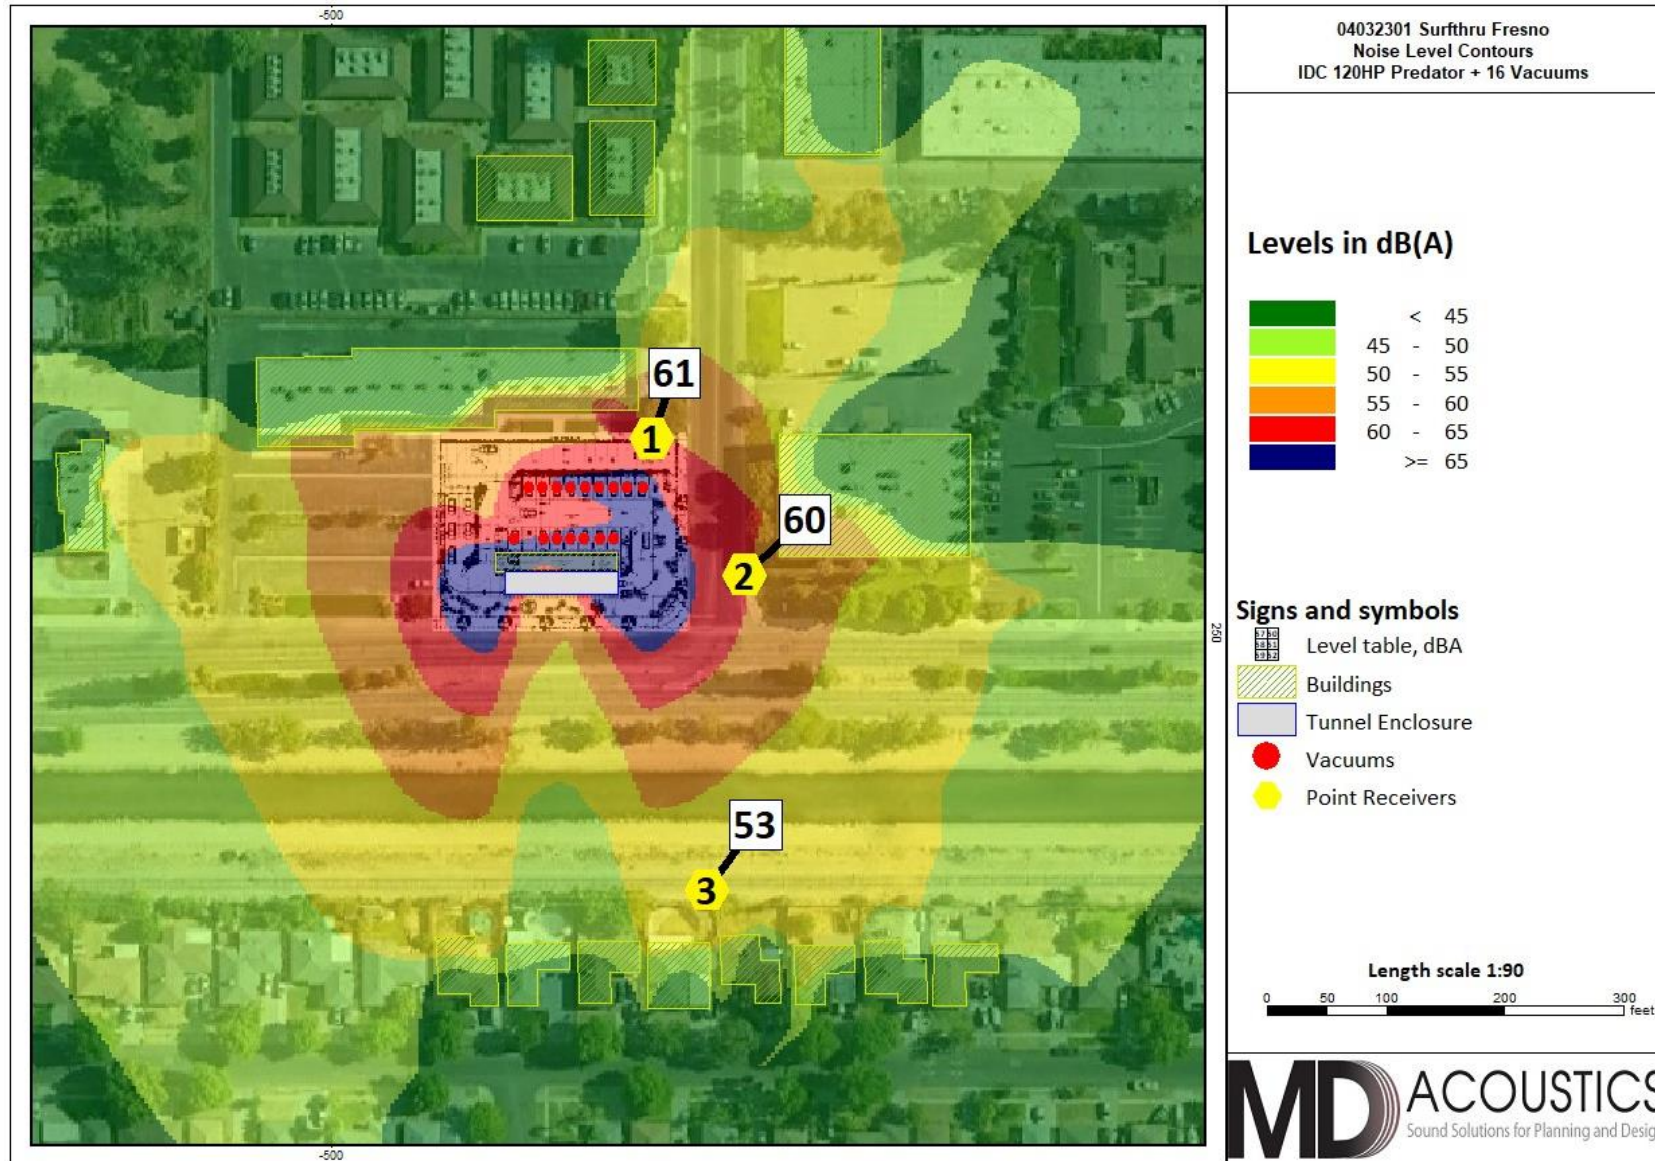 -500
04032301 Surfthru Fresno
Noise Level Contours
IDC 120HP Predator + 16 Vacuums
61
1
60
2
250
53
3
-500
Levels in dB(A)
< 45
45 - 50
50 - 55
55 - 60
60 - 65
>= 65
Signs and symbols
Level table, dBA
Buildings
Tunnel Enclosure
Vacuums
Point Receivers
Length scale 1:90
0 50 100 200 300
feet
MD ACOUSTICS
Sound Solutions for Planning and Desig